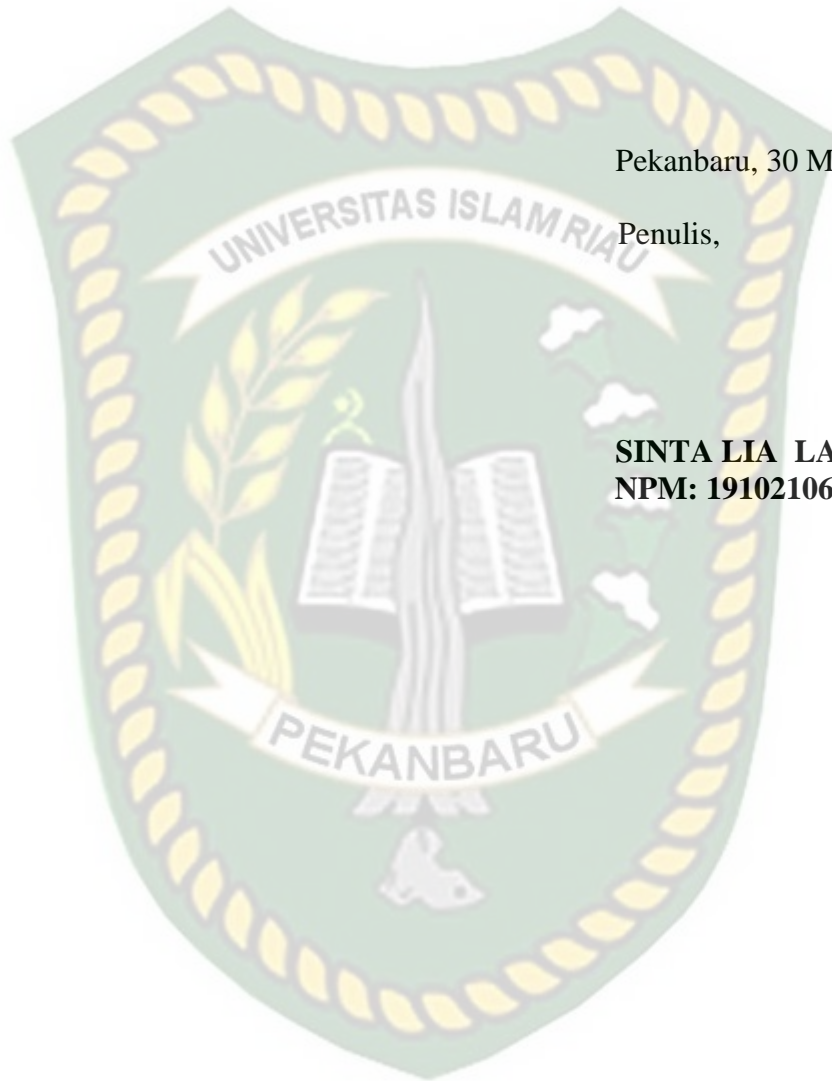 Pekanbaru, 30 M
UNIVERSITAS ISLAM RIAU
Penulis,
SINTA LIA LA
NPM: 19102106
PEKANBARU